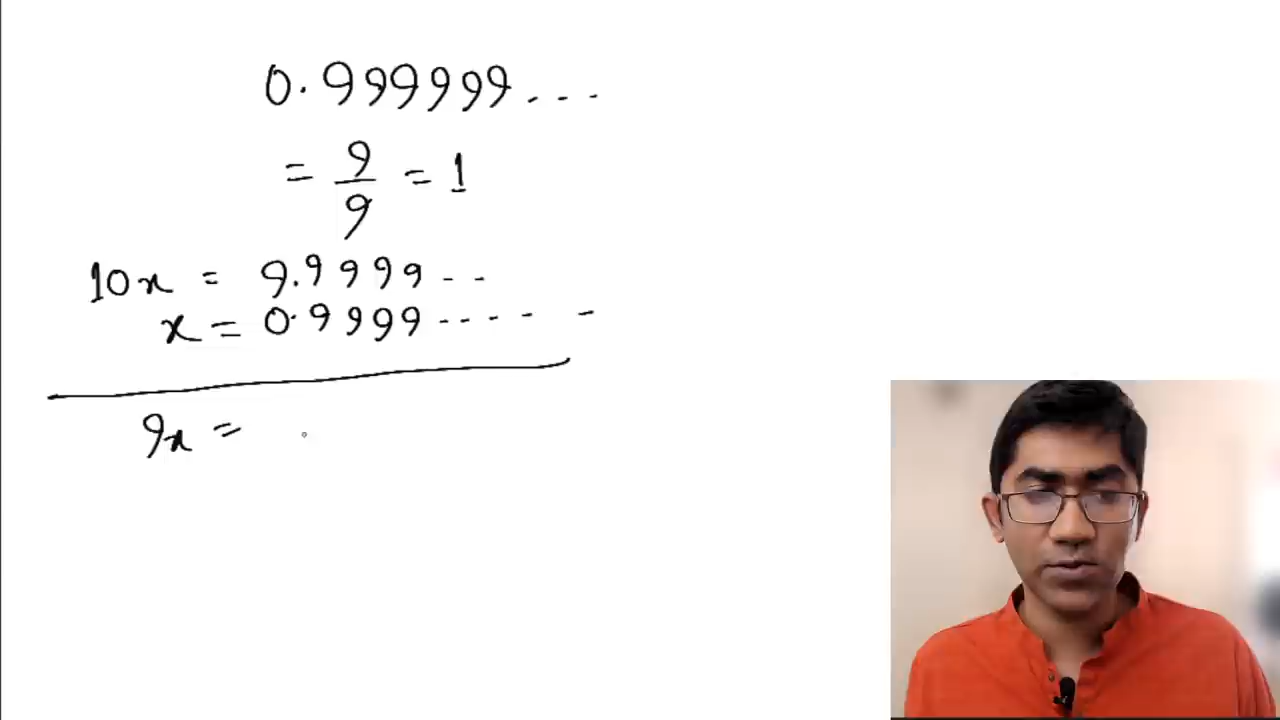 0.999999...
= 9/9 = 1
10x = 9.9999--
x = 0.9999---- -
9x =